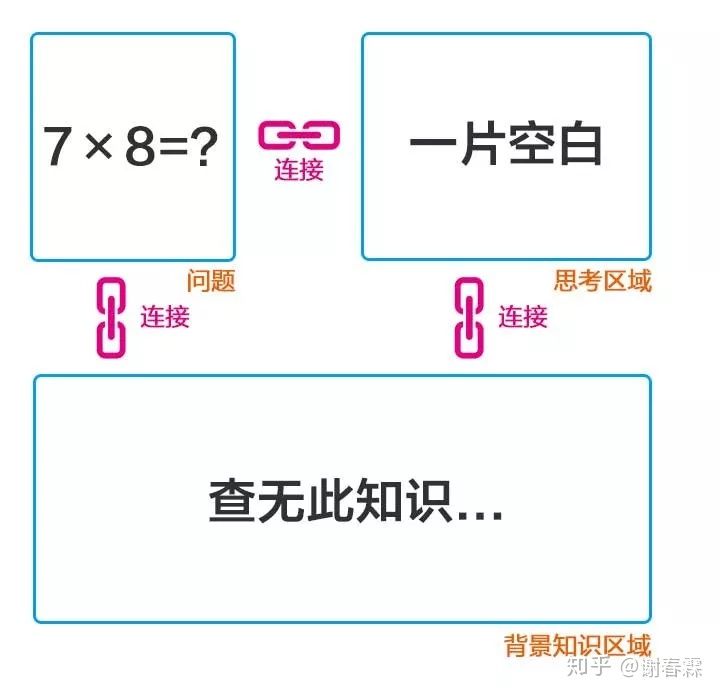 7×8=?
连接
一片空白
问题
思考区域
连接
连接
查无此知识...
背景知识区域
知乎 @谢春霖